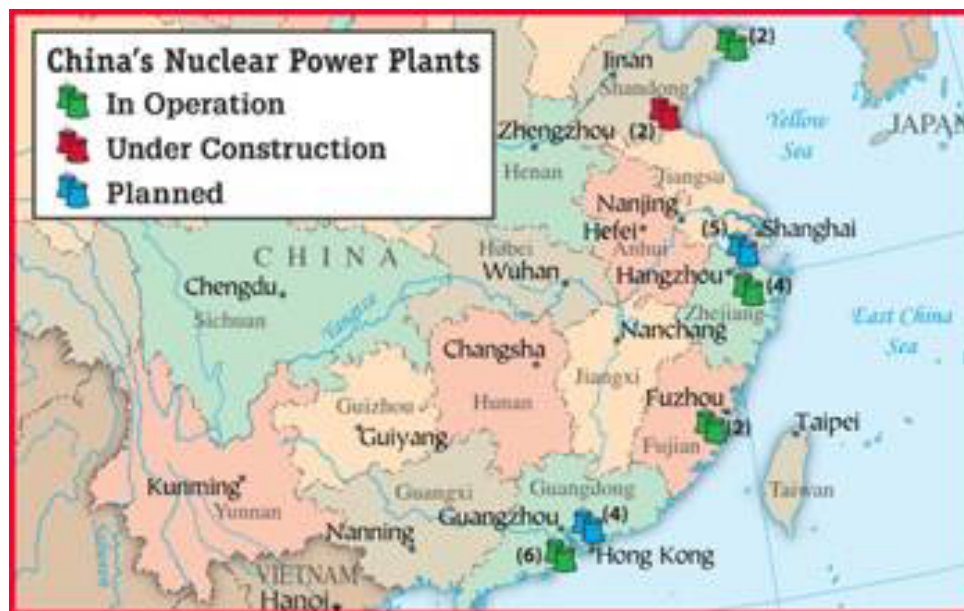 China's Nuclear Power Plants
In Operation
Under Construction
Planned
(2)
Jinan
Shandong
(2)
Zhengzhou
Henan
Yellow
Sea
JAPAN
Jiangsu
Nanjing
Hefei
Anhui
(5)
Shanghai
CHINA
Hubei
Wuhan
Hangzhou
(4)
Zhejiang
Chengdu
Sichuan
Yangtze
East China
Sea
Nanchang
Changsha
Jiangxi
Hunan
Fuzhou
(2)
Fujian
Taipei
Taiwan
Guizhou
Guiyang
Kunming
Yunnan
Guangxi
Guangdong
Nanning
Guangzhou
(4)
(6)
Hong Kong
VIETNAM
Hanoi